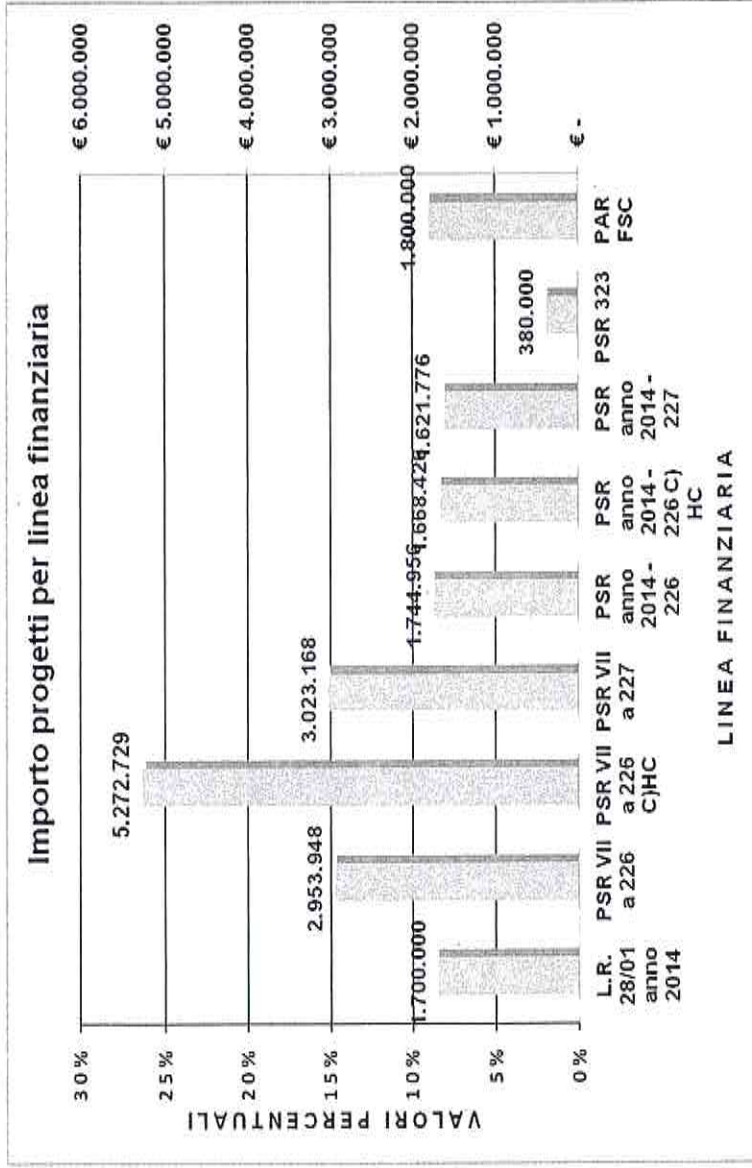 Importo progetti per linea finanziaria
VALORI PERCENTUALI
30%
25%
20%
15%
10%
5%
0%
€ 6.000.000
€ 5.000.000
€ 4.000.000
€ 3.000.000
€ 2.000.000
€ 1.000.000
€ -
1.700.000
2.953.948
5.272.729
3.023.168
1.744.956
1.668.426
1.621.776
380.000
1.800.000
L.R.
28/01
anno
2014
PSR VII
a 226
PSR VII
a 226
C)HC
PSR VII
a 227
PSR
anno
2014 -
226
PSR
anno
2014 -
226 C)
HC
PSR
anno
2014 -
227
PSR 323
PAR
FSC
LINEA FINANZIARIA